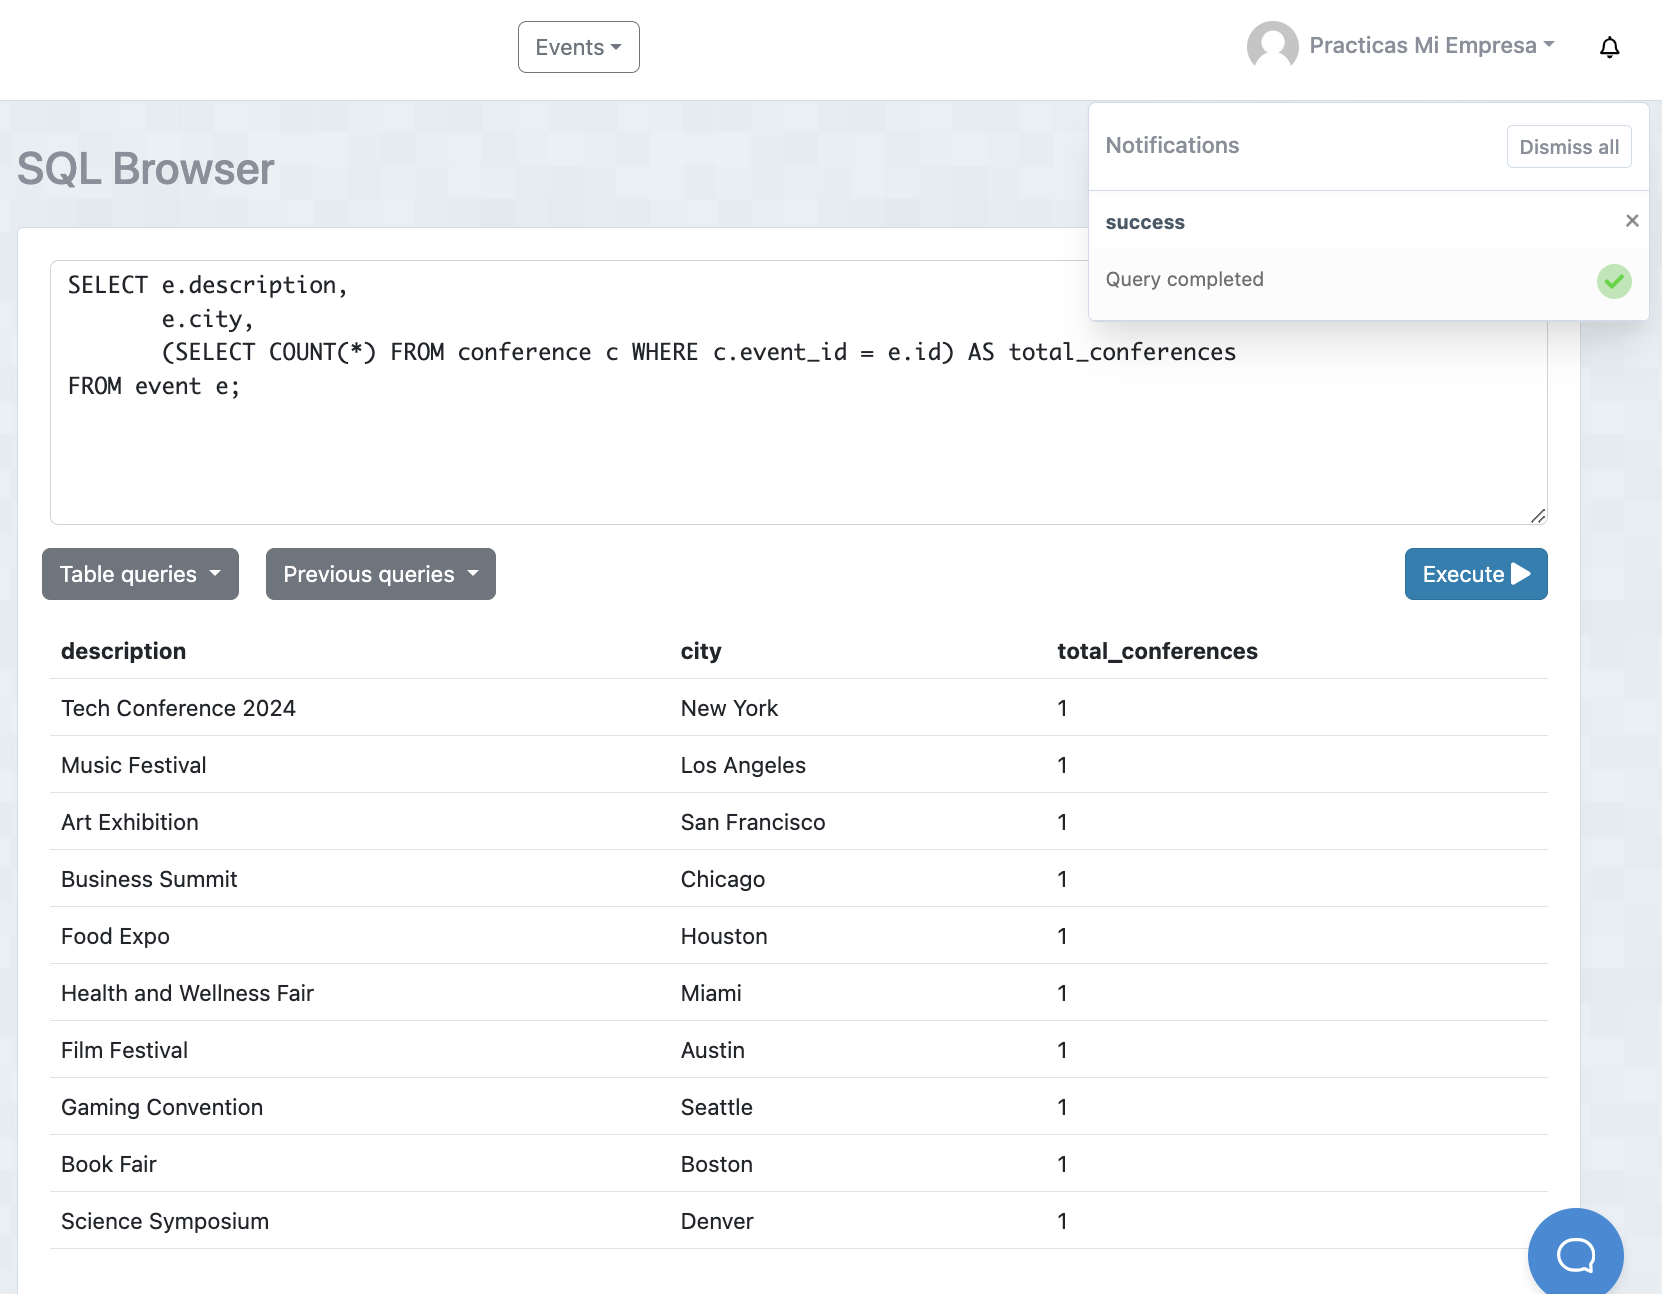 Events
Practicas Mi Empresa
Notifications
Dismiss all
success
×
Query completed
SQL Browser
SELECT e.description,
       e.city,
       (SELECT COUNT(*) FROM conference c WHERE c.event_id = e.id) AS total_conferences
FROM event e;
Table queries
Previous queries
Execute
description city total_conferences
Tech Conference 2024 New York 1
Music Festival Los Angeles 1
Art Exhibition San Francisco 1
Business Summit Chicago 1
Food Expo Houston 1
Health and Wellness Fair Miami 1
Film Festival Austin 1
Gaming Convention Seattle 1
Book Fair Boston 1
Science Symposium Denver 1